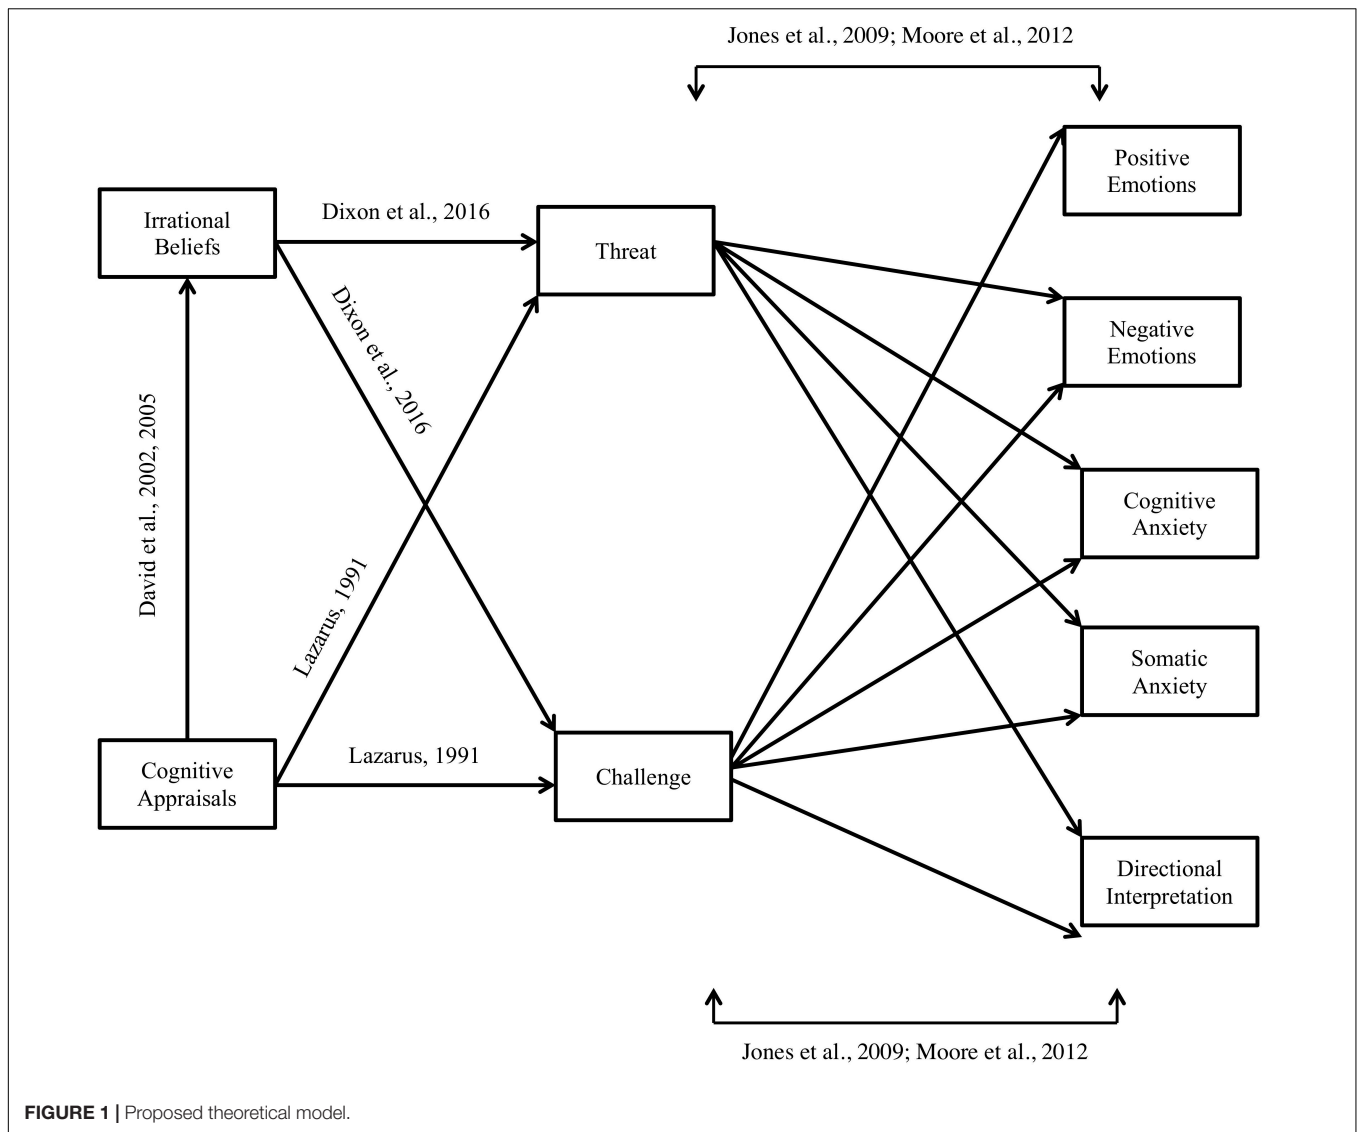 Jones et al., 2009; Moore et al., 2012
Positive
Emotions
Irrational
Beliefs
Dixon et al., 2016
Threat
Negative
Emotions
Dixon et al., 2016
David et al., 2002, 2005
Cognitive
Anxiety
Lazarus, 1991
Somatic
Anxiety
Cognitive
Appraisals
Lazarus, 1991
Challenge
Directional
Interpretation
Jones et al., 2009; Moore et al., 2012
FIGURE 1 | Proposed theoretical model.